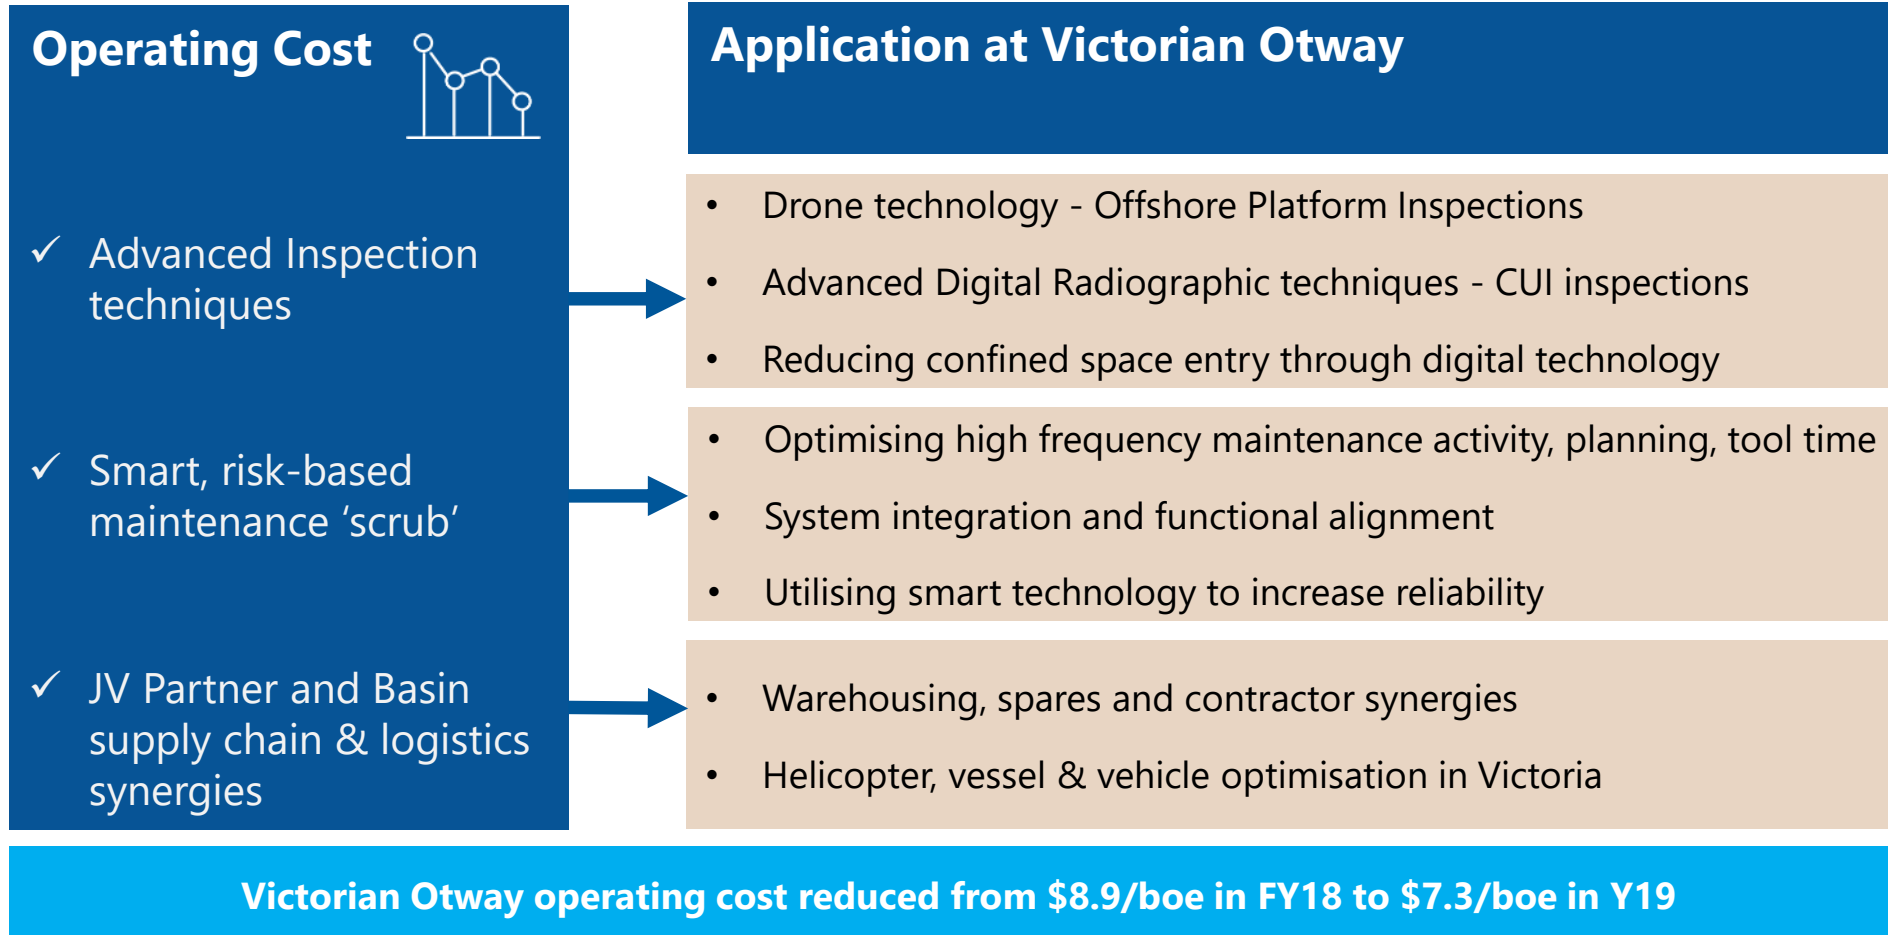 Operating Cost
✓ Advanced Inspection
techniques
✓ Smart, risk-based
maintenance ‘scrub’
✓ JV Partner and Basin
supply chain & logistics
synergies
Application at Victorian Otway
• Drone technology - Offshore Platform Inspections
• Advanced Digital Radiographic techniques - CUI inspections
• Reducing confined space entry through digital technology
• Optimising high frequency maintenance activity, planning, tool time
• System integration and functional alignment
• Utilising smart technology to increase reliability
• Warehousing, spares and contractor synergies
• Helicopter, vessel & vehicle optimisation in Victoria
Victorian Otway operating cost reduced from $8.9/boe in FY18 to $7.3/boe in Y19